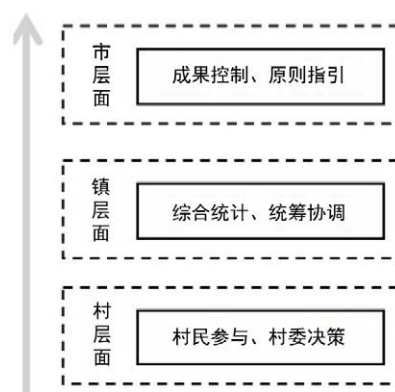 市层面
成果控制、原则指引
镇层面
综合统计、统筹协调
村层面
村民参与、村委决策